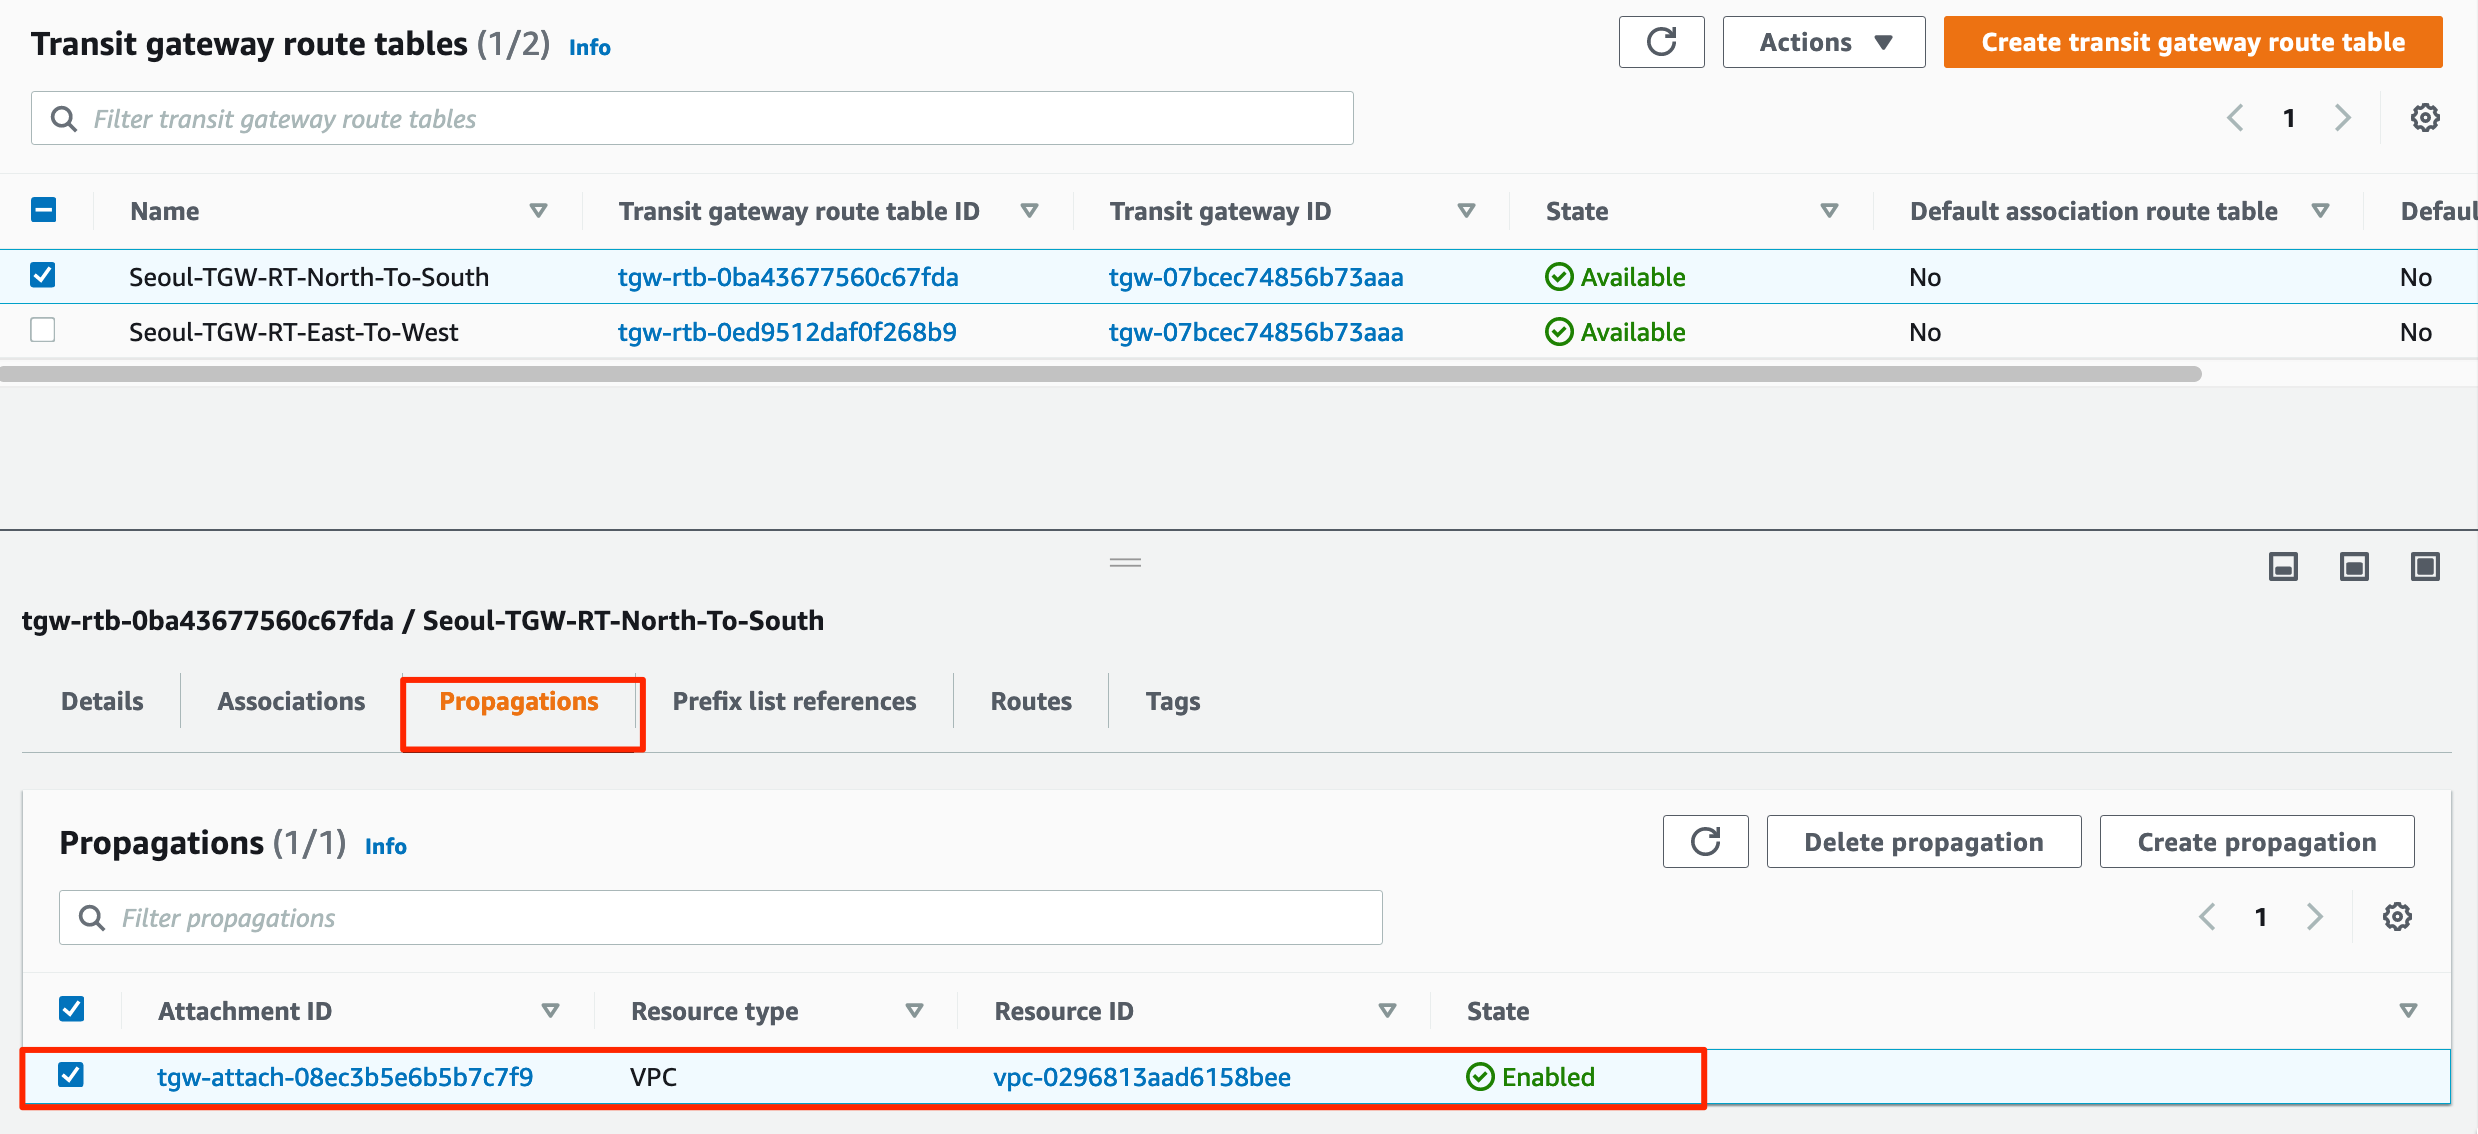 Transit gateway route tables (1/2) Info
Actions
Create transit gateway route table
Filter transit gateway route tables
1
Name Transit gateway route table ID Transit gateway ID State Default association route table Defaul
Seoul-TGW-RT-North-To-South tgw-rtb-0ba43677560c67fda tgw-07bcec74856b73aaa Available No No
Seoul-TGW-RT-East-To-West tgw-rtb-0ed9512daf0f268b9 tgw-07bcec74856b73aaa Available No No
tgw-rtb-0ba43677560c67fda / Seoul-TGW-RT-North-To-South
Details Associations Propagations Prefix list references Routes Tags
Propagations (1/1) Info
Delete propagation
Create propagation
Filter propagations
1
Attachment ID Resource type Resource ID State
tgw-attach-08ec3b5e6b5b7c7f9 VPC vpc-0296813aad6158bee Enabled